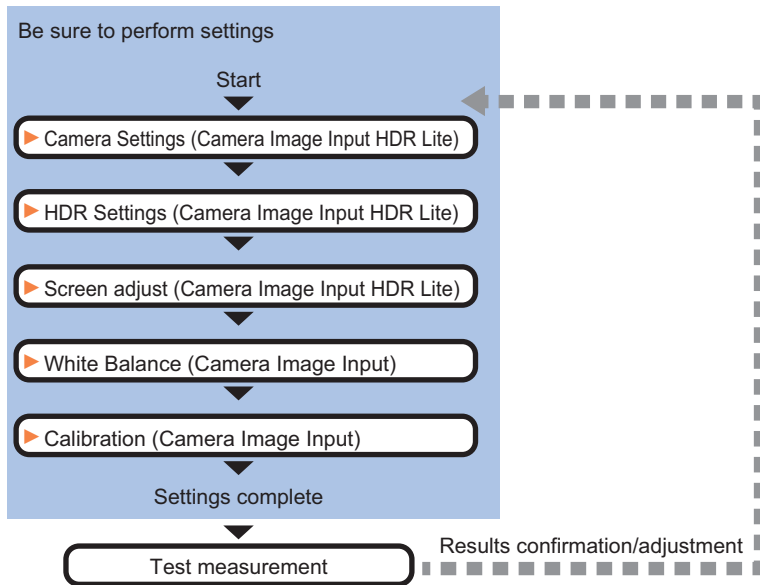 Be sure to perform settings
Start
Camera Settings (Camera Image Input HDR Lite)
HDR Settings (Camera Image Input HDR Lite)
Screen adjust (Camera Image Input HDR Lite)
White Balance (Camera Image Input)
Calibration (Camera Image Input)
Settings complete
Test measurement
Results confirmation/adjustment